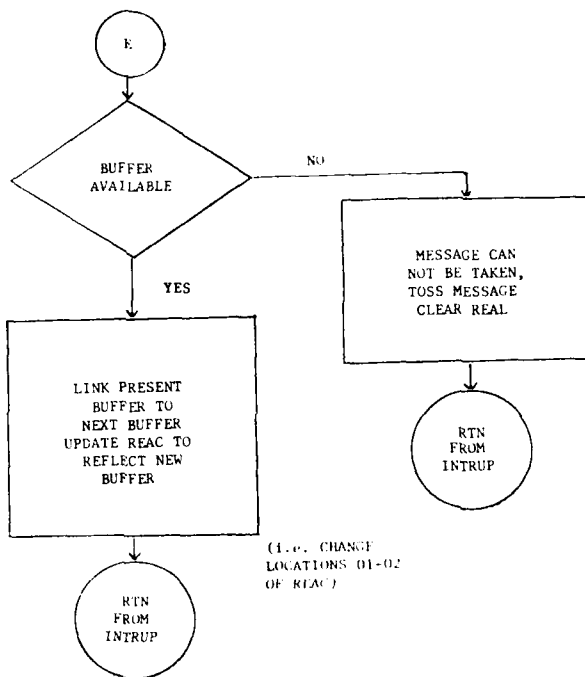 E
BUFFER
AVAILABLE
NO
YES
MESSAGE CAN
NOT BE TAKEN,
TOSS MESSAGE
CLEAR REAL
LINK PRESENT
BUFFER TO
NEXT BUFFER
UPDATE REAC TO
REFLECT NEW
BUFFER
RTN
FROM
INTRUP
(i.e. CHANGE
LOCATIONS 01-02
OF REAC)
RTN
FROM
INTRUP